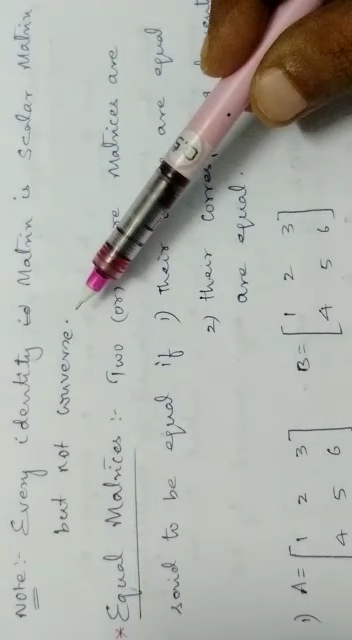 Note:- Every identity Matrix is Scalar Matrix
but not converse.
* Equal Matrices :- Two (or) Matrices are
said to be equal if 1) their are equal
2) their corres
are equal.
1) A = [ 1 2 3 B = [ 1 2 3
4 5 6 ] 4 5 6 ]